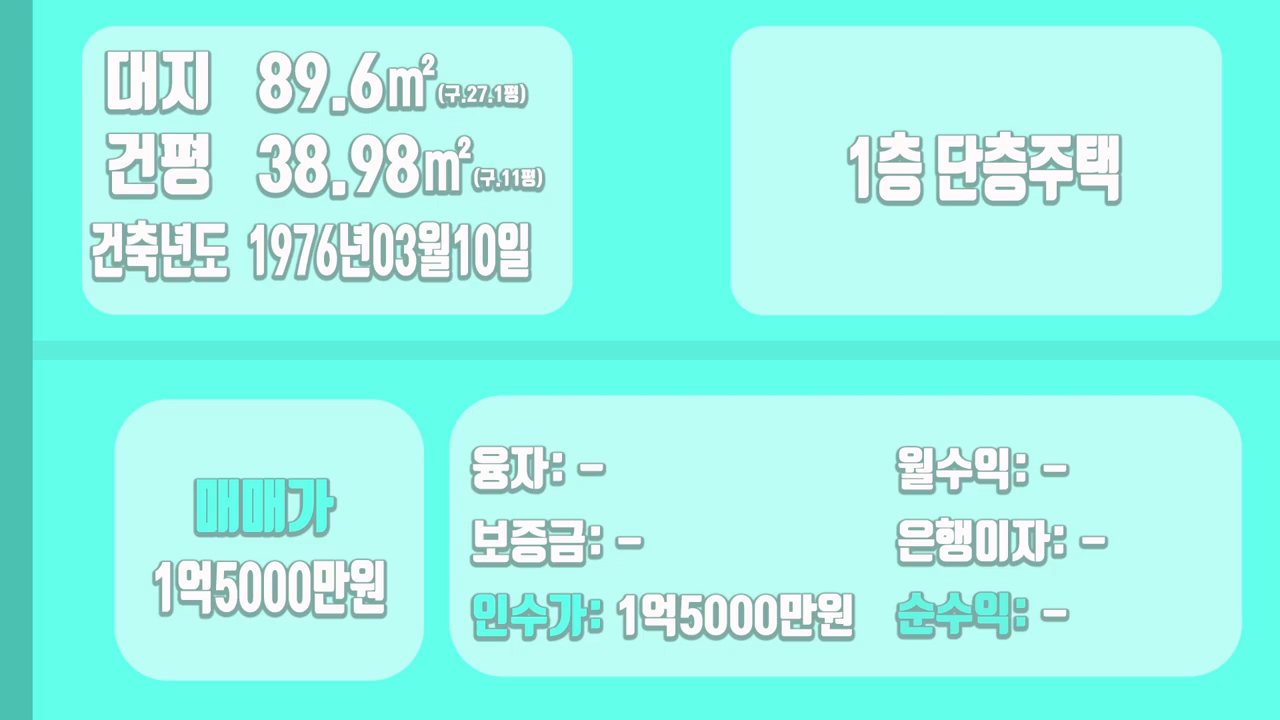 대지 89.6㎡(구.27.1평)
건평 38.98㎡(구.11평)
건축년도 1976년03월10일
1층 단층주택
매매가
1억5000만원
융자: -
보증금: -
인수가: 1억5000만원
월수익: -
은행이자: -
순수익: -